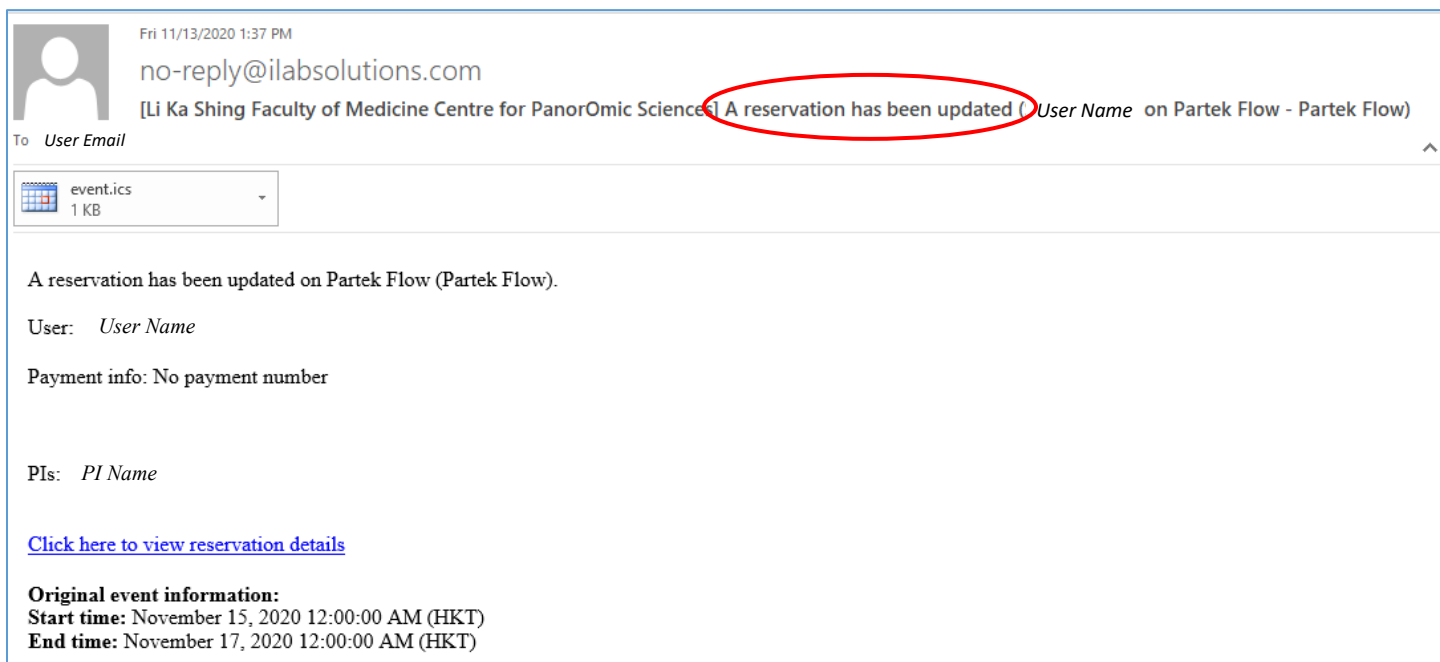 Fri 11/13/2020 1:37 PM
no-reply@ilabsolutions.com
[Li Ka Shing Faculty of Medicine Centre for PanorOmic Sciences] A reservation has been updated ( User Name on Partek Flow - Partek Flow)
To User Email
event.ics
1 KB
A reservation has been updated on Partek Flow (Partek Flow).
User: User Name
Payment info: No payment number
PIs: PI Name
Click here to view reservation details
Original event information:
Start time: November 15, 2020 12:00:00 AM (HKT)
End time: November 17, 2020 12:00:00 AM (HKT)